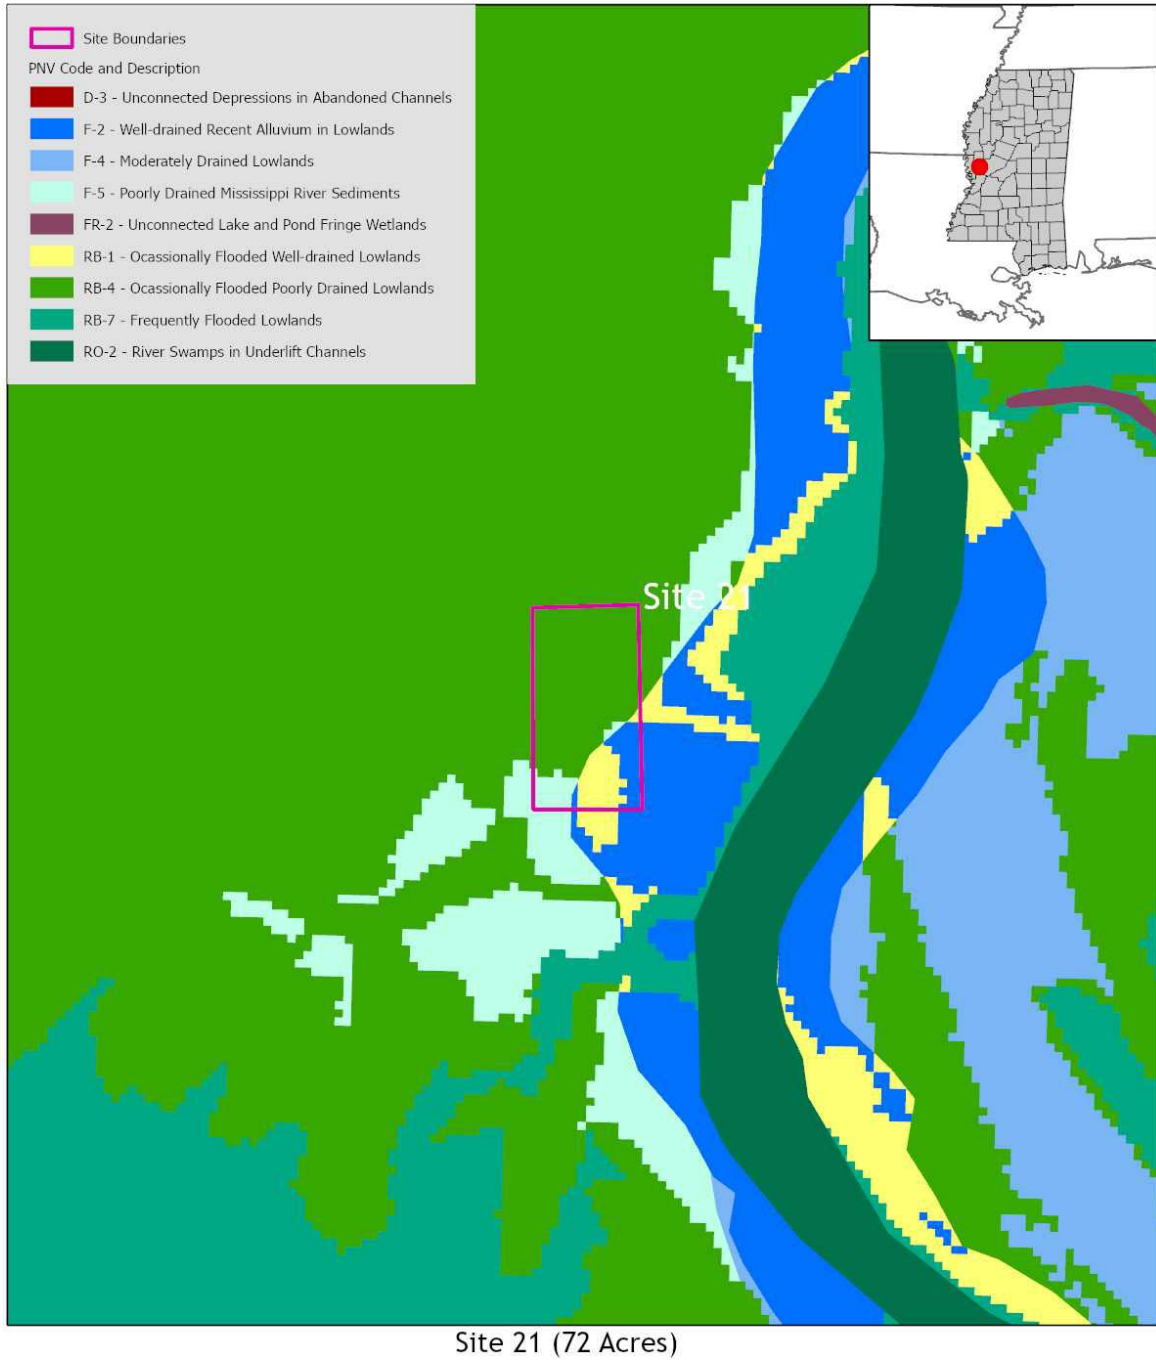 Site Boundaries
PNV Code and Description
D-3 - Unconnected Depressions in Abandoned Channels
F-2 - Well-drained Recent Alluvium in Lowlands
F-4 - Moderately Drained Lowlands
F-5 - Poorly Drained Mississippi River Sediments
FR-2 - Unconnected Lake and Pond Fringe Wetlands
RB-1 - Ocassionally Flooded Well-drained Lowlands
RB-4 - Ocassionally Flooded Poorly Drained Lowlands
RB-7 - Frequently Flooded Lowlands
RO-2 - River Swamps in Underlift Channels
Site 21
Site 21 (72 Acres)